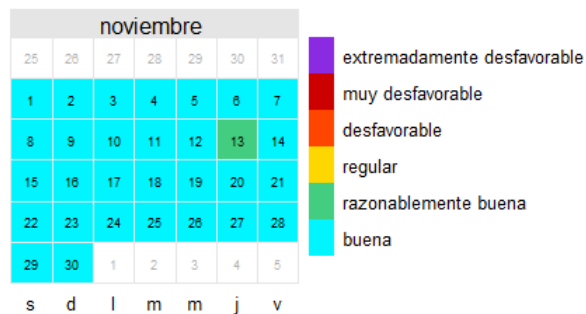 noviembre
25 26 27 28 29 30 31
1 2 3 4 5 6 7
8 9 10 11 12 13 14
15 16 17 18 19 20 21
22 23 24 25 26 27 28
29 30 1 2 3 4 5
s d l m m j v
extremadamente desfavorable
muy desfavorable
desfavorable
regular
razonablemente buena
buena